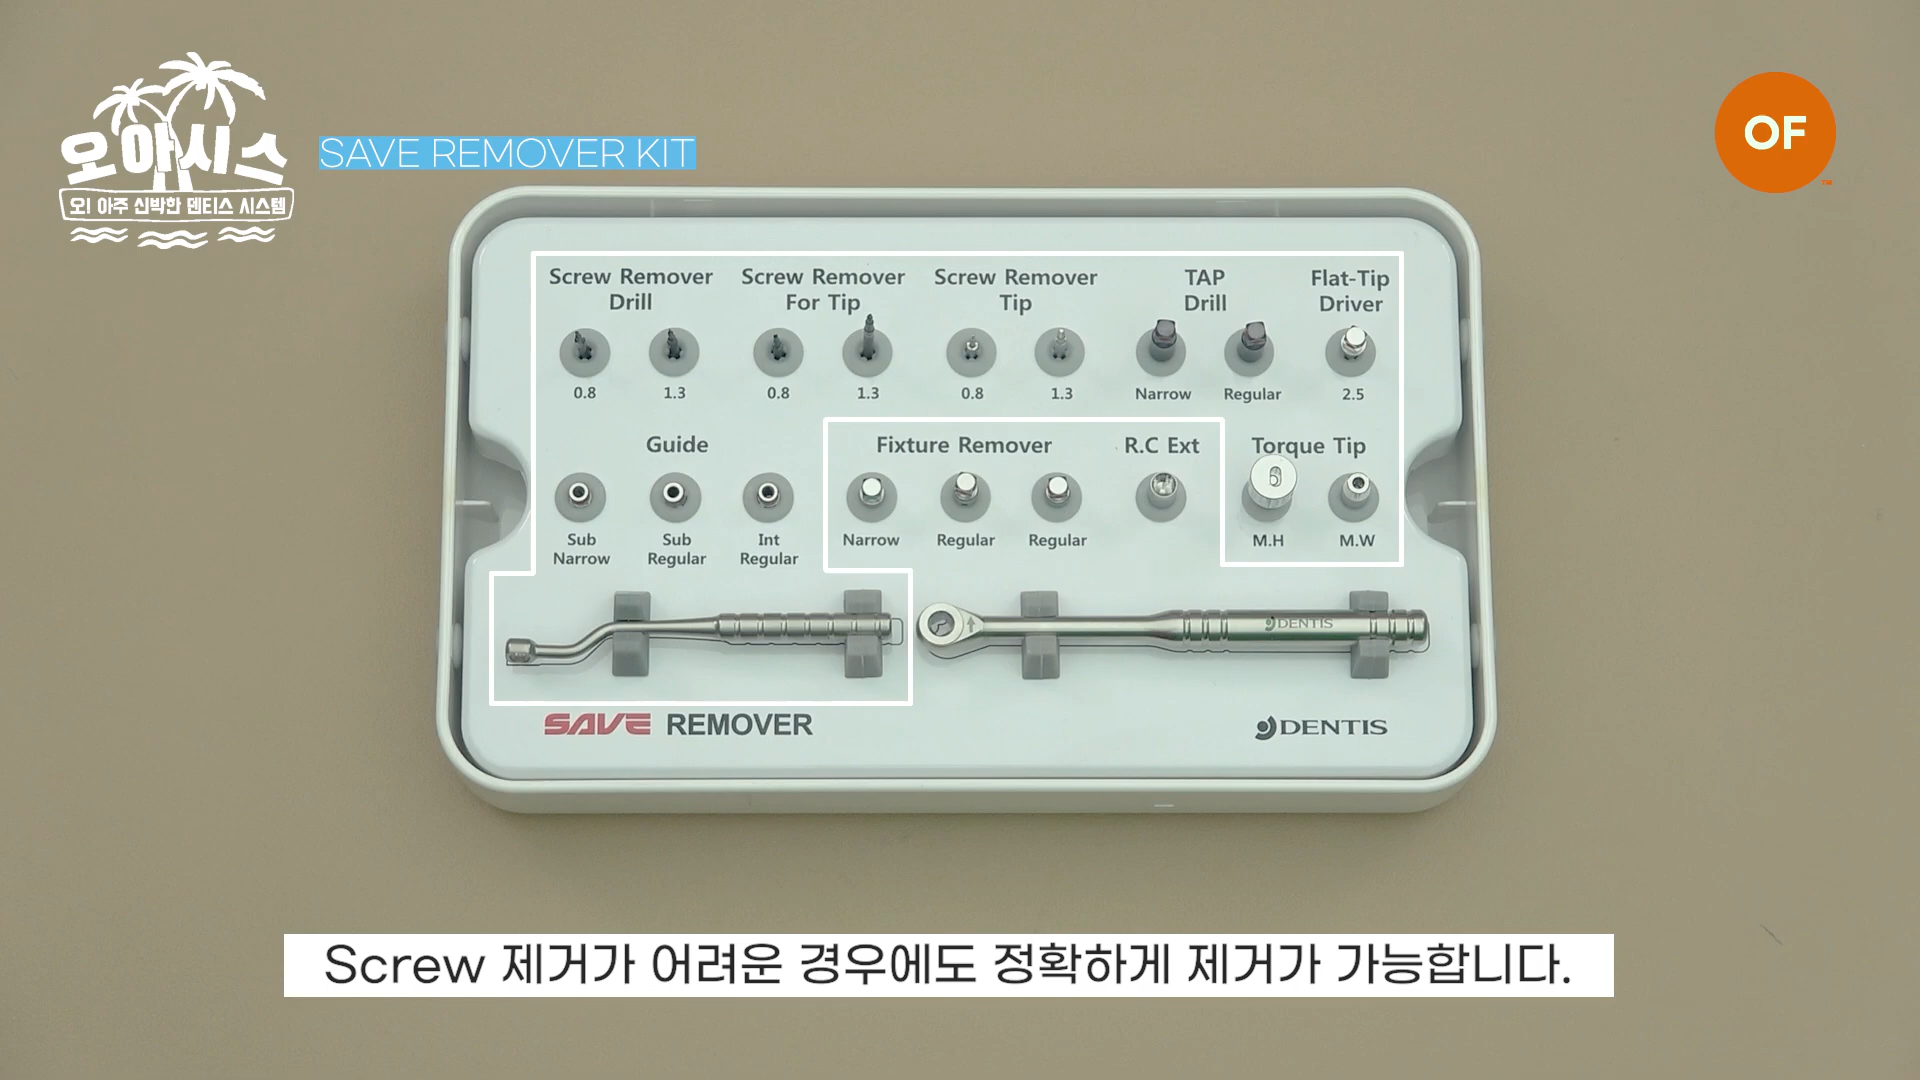 오아시스
오! 아주 신박한 덴티스 시스템
SAVE REMOVER KIT
OF
TM
Screw Remover Drill
Screw Remover For Tip
Screw Remover Tip
TAP Drill
Flat-Tip Driver
0.8
1.3
0.8
1.3
0.8
1.3
Narrow
Regular
2.5
Guide
Fixture Remover
R.C Ext
Torque Tip
Sub Narrow
Sub Regular
Int Regular
Narrow
Regular
Regular
M.H
M.W
DENTIS
SAVE REMOVER
DENTIS
Screw 제거가 어려운 경우에도 정확하게 제거가 가능합니다.